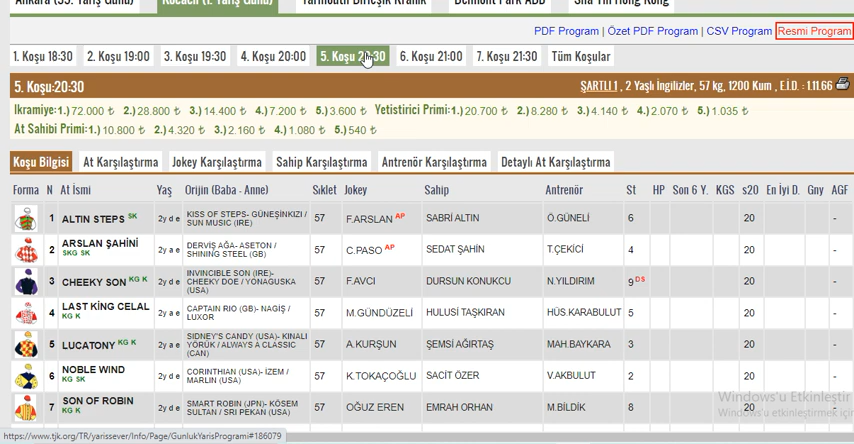 Ankara (35. Yarış Günü) Kocaeli (1. Yarış Günü) Yarmouth Birleşik Krallık Belmont Park ABD Sha Tin Hong Kong
PDF Program | Özet PDF Program | CSV Program | Resmi Program
1. Koşu 18:30 2. Koşu 19:00 3. Koşu 19:30 4. Koşu 20:00 5. Koşu 20:30 6. Koşu 21:00 7. Koşu 21:30 Tüm Koşular
5. Koşu:20:30 ŞARTLI 1 , 2 Yaşlı İngilizler, 57 kg, 1200 Kum , E.İ.D. : 1.11.66
Ikramiye:1.) 72.000 ₺ 2.) 28.800 ₺ 3.) 14.400 ₺ 4.) 7.200 ₺ 5.) 3.600 ₺ Yetistirici Primi:1.) 20.700 ₺ 2.) 8.280 ₺ 3.) 4.140 ₺ 4.) 2.070 ₺ 5.) 1.035 ₺
At Sahibi Primi:1.) 10.800 ₺ 2.) 4.320 ₺ 3.) 2.160 ₺ 4.) 1.080 ₺ 5.) 540 ₺
Koşu Bilgisi At Karşılaştırma Jokey Karşılaştırma Sahip Karşılaştırma Antrenör Karşılaştırma Detaylı At Karşılaştırma
Forma N At İsmi Yaş Orijin (Baba - Anne) Sıklet Jokey Sahip Antrenör St HP Son 6 Y. KGS s20 En İyi D. Gny AGF
1 ALTIN STEPS SK 2y d e KISS OF STEPS- GÜNEŞİNKIZI / SUN MUSIC (IRE) 57 F.ARSLAN AP SABRİ ALTIN Ö.GÜNELİ 6 20 -
2 ARSLAN ŞAHİNİ SKG SK 2y a e DERVİŞ AĞA- ASETON / SHINING STEEL (GB) 57 C.PASO AP SEDAT ŞAHİN T.ÇEKİCİ 4 20 -
3 CHEEKY SON KG K 2y d e INVINCIBLE SON (IRE)- CHEEKY DOE / YONAGUSKA (USA) 57 F.AVCI DURSUN KONUKCU N.YILDIRIM 9 DS 20 -
4 LAST KİNG CELAL KG K 2y a e CAPTAIN RIO (GB)- NAGİŞ / LUXOR 57 M.GÜNDÜZELİ HULUSİ TAŞKIRAN HÜS.KARABULUT 5 20 -
5 LUCATONY KG K 2y a e SIDNEY'S CANDY (USA)- KINALI YÖRÜK / ALWAYS A CLASSIC (CAN) 57 A.KURŞUN ŞEMSİ AĞIRTAŞ MAH.BAYKARA 3 20 -
6 NOBLE WIND KG SK 2y d e CORINTHIAN (USA)- İZEM / MARLIN (USA) 57 K.TOKAÇOĞLU SACİT ÖZER V.AKBULUT 2 20 -
7 SON OF ROBIN KG K 2y d e SMART ROBIN (JPN)- KÖSEM SULTAN / SRI PEKAN (USA) 57 OĞUZ EREN EMRAH ORHAN M.BİLDİK 8 20 -
Windows'u Etkinleştir
Windows'u etkinleştirmek için
https://www.tjk.org/TR/yarissever/Info/Page/GunlukYarisProgrami#186079